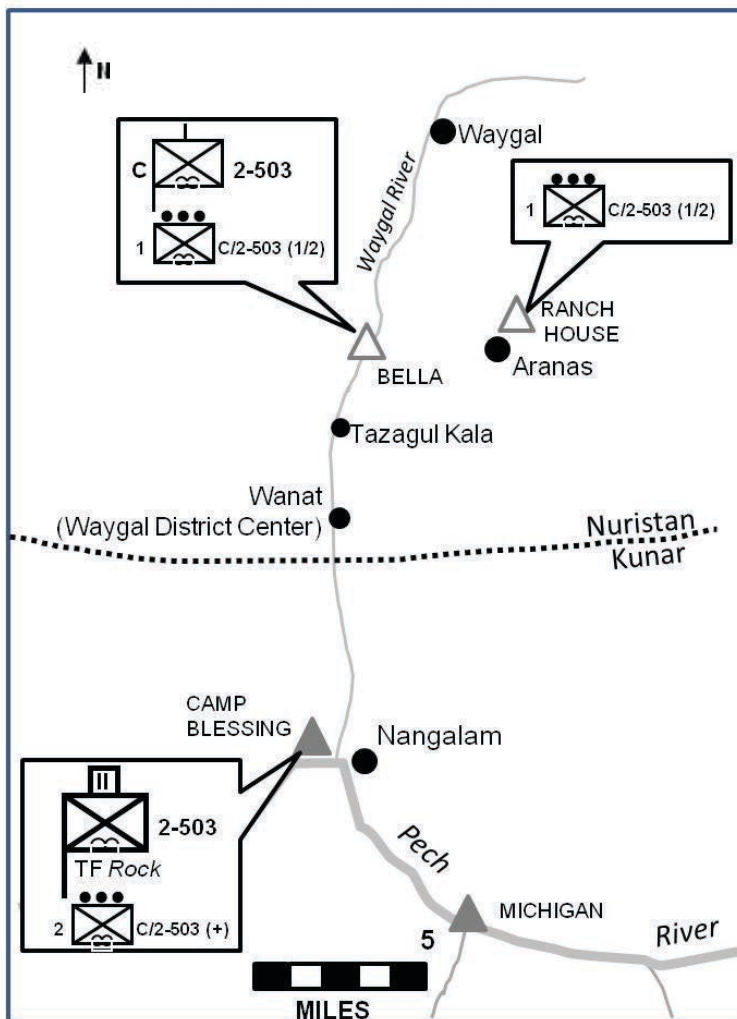 N
Waygal
Waygal River
C
2-503
1
C/2-503 (1/2)
1
C/2-503 (1/2)
RANCH
HOUSE
Aranas
BELLA
Tazagul Kala
Wanat
(Waygal District Center)
Nuristan
Kunar
CAMP
BLESSING
Nangalam
II
2-503
TF Rock
2
C/2-503 (+)
Pech
River
MICHIGAN
5
MILES